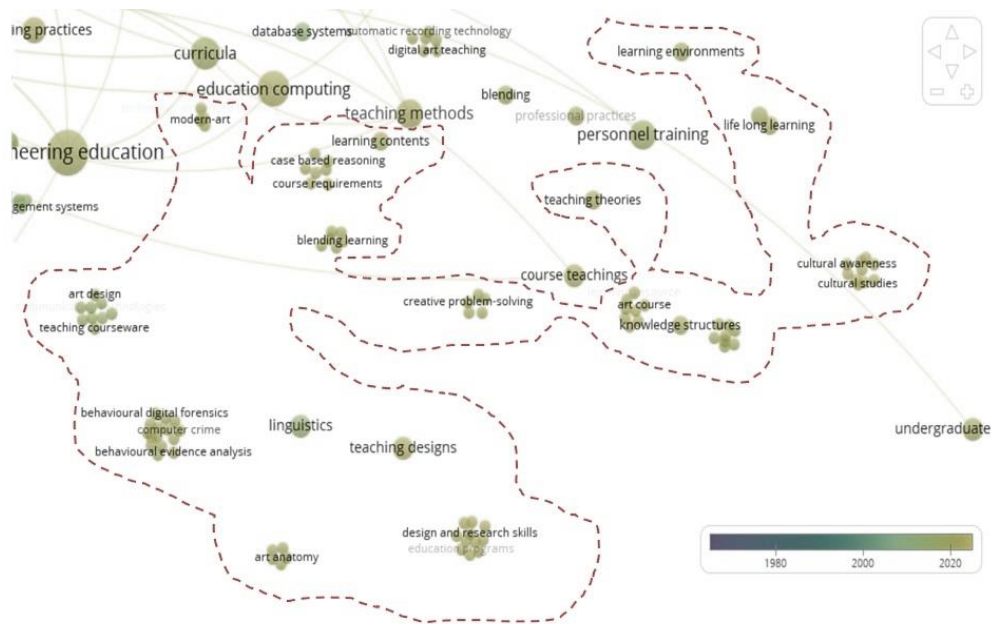 ing practices
database systems
automatic recording technology
learning environments
curricula
digital art teaching
education computing
blending
teaching methods
professional practices
modern-art
life long learning
personnel training
learning contents
neering education
case based reasoning
course requirements
teaching theories
gement systems
blending learning
cultural awareness
course teachings
cultural studies
art design
creative problem-solving
art course
teaching courseware
knowledge structures
behavioural digital forensics
linguistics
undergraduate
computer crime
teaching designs
behavioural evidence analysis
design and research skills
education programs
art anatomy
1980
2000
2020